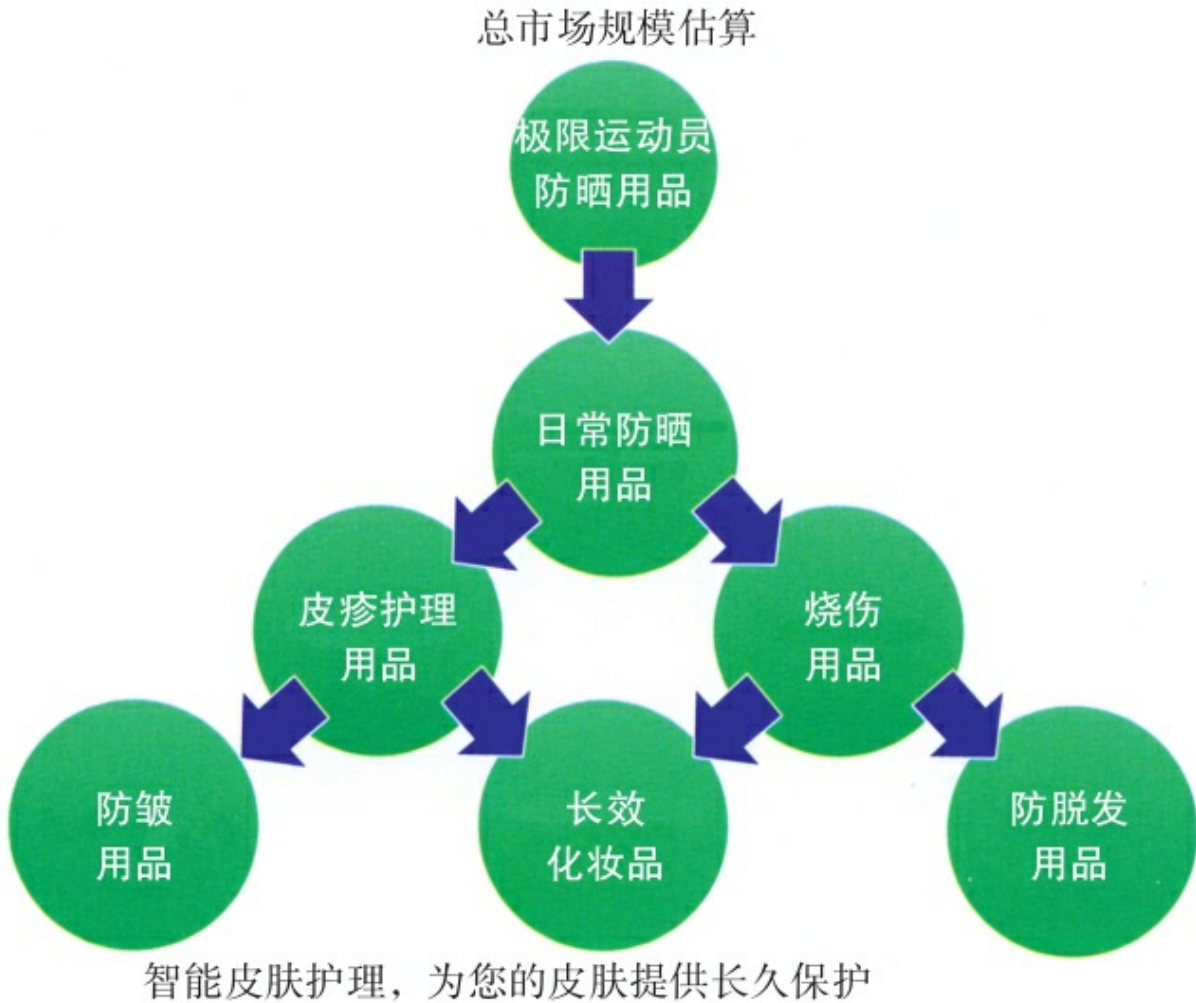 总市场规模估算
极限运动员
防晒用品
日常防晒
用品
皮疹护理
用品
烧伤
用品
防皱
用品
长效
化妆品
防脱发
用品
智能皮肤护理，为您的皮肤提供长久保护